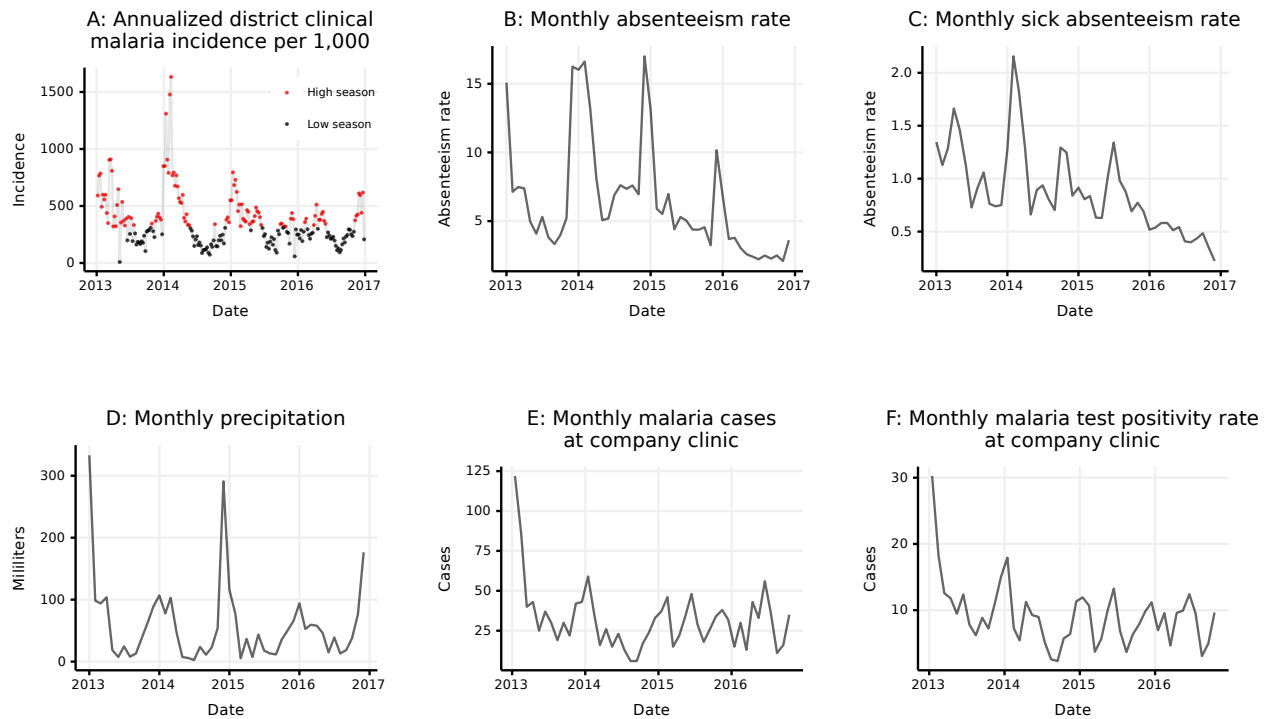 A: Annualized district clinical
malaria incidence per 1,000
1500
1000
500
0
2013 2014 2015 2016 2017
Incidence
Date
High season
Low season
B: Monthly absenteeism rate
15
10
5
2013 2014 2015 2016 2017
Absenteeism rate
Date
C: Monthly sick absenteeism rate
2.0
1.5
1.0
0.5
2013 2014 2015 2016 2017
Absenteeism rate
Date
D: Monthly precipitation
300
200
100
0
2013 2014 2015 2016 2017
Mililiters
Date
E: Monthly malaria cases
at company clinic
125
100
75
50
25
2013 2014 2015 2016
Cases
Date
F: Monthly malaria test positivity rate
at company clinic
30
20
10
2013 2014 2015 2016
Cases
Date